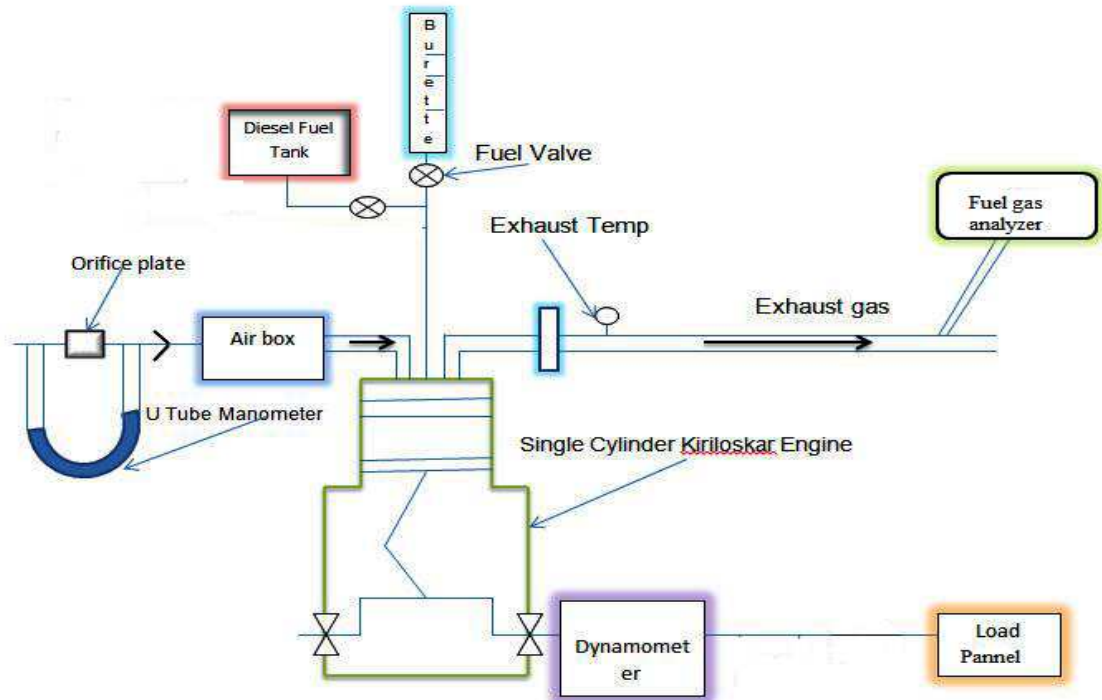 Burette
Diesel Fuel
Tank
Fuel Valve
Fuel gas
analyzer
Exhaust Temp
Orifice plate
Exhaust gas
Air box
U Tube Manometer
Single Cylinder Kiriloskar Engine
Dynamomet
er
Load
Pannel